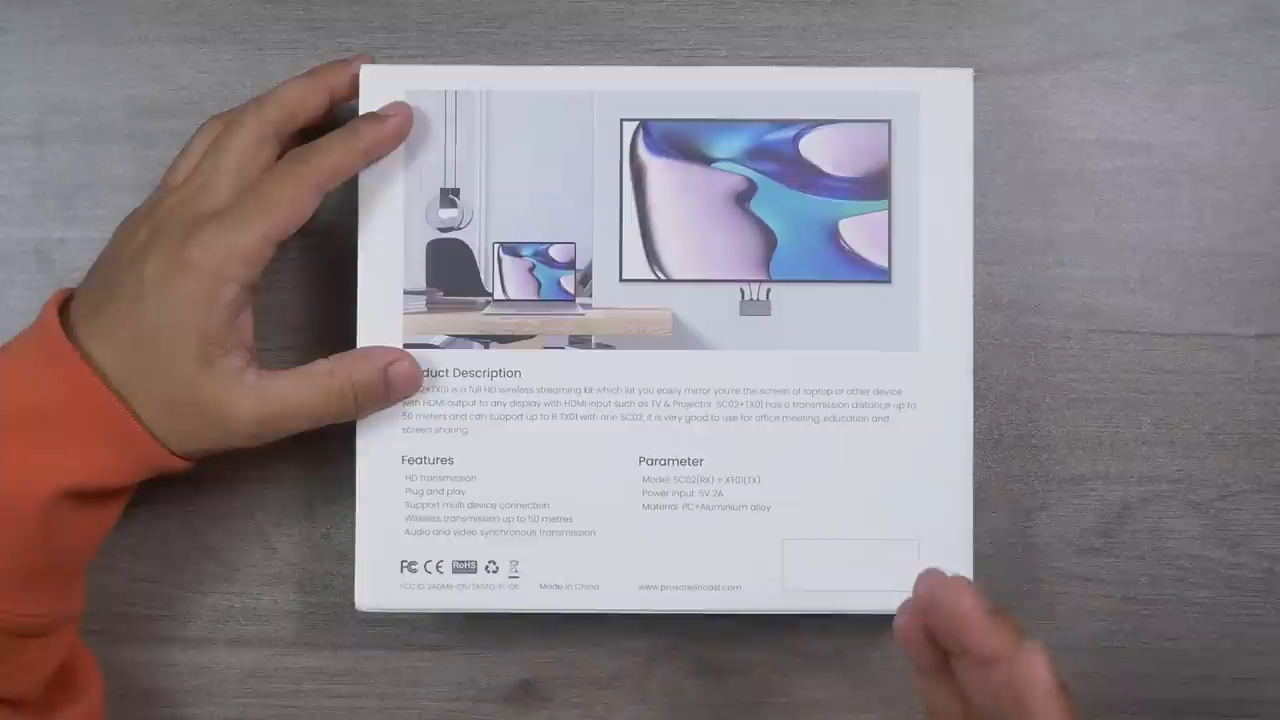 duct Description
2+TX01 is a full HD wireless streaming kit which let you easily mirror you're the screen of laptop or other device
with HDMI output to any display with HDMI input such as TV & Projector. SC02+TX01 has a transmission distance up to
50 meters and can support up to 8 TX01 with one SC02, it is very good to use for office meeting, education and
screen sharing.
Features
HD transmission
Plug and play
Support multi device connection
Wireless transmission up to 50 metres
Audio and video synchronous transmission
Parameter
Model: SC02(RX) + XT01(TX)
Power input: 5V 2A
Material: PC+Aluminium alloy
FC CE RoHS
FCC ID: Made in China
www.proscreencast.com